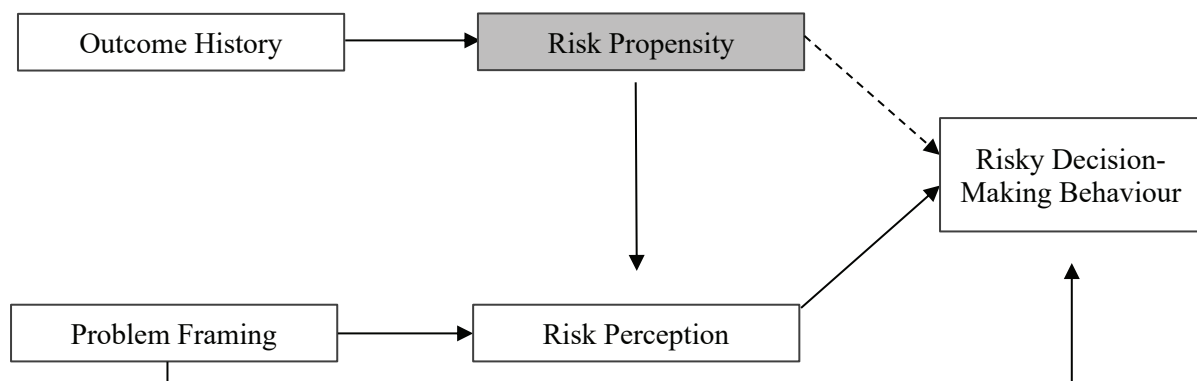 Outcome History
Risk Propensity
Risky Decision-
Making Behaviour
Problem Framing
Risk Perception